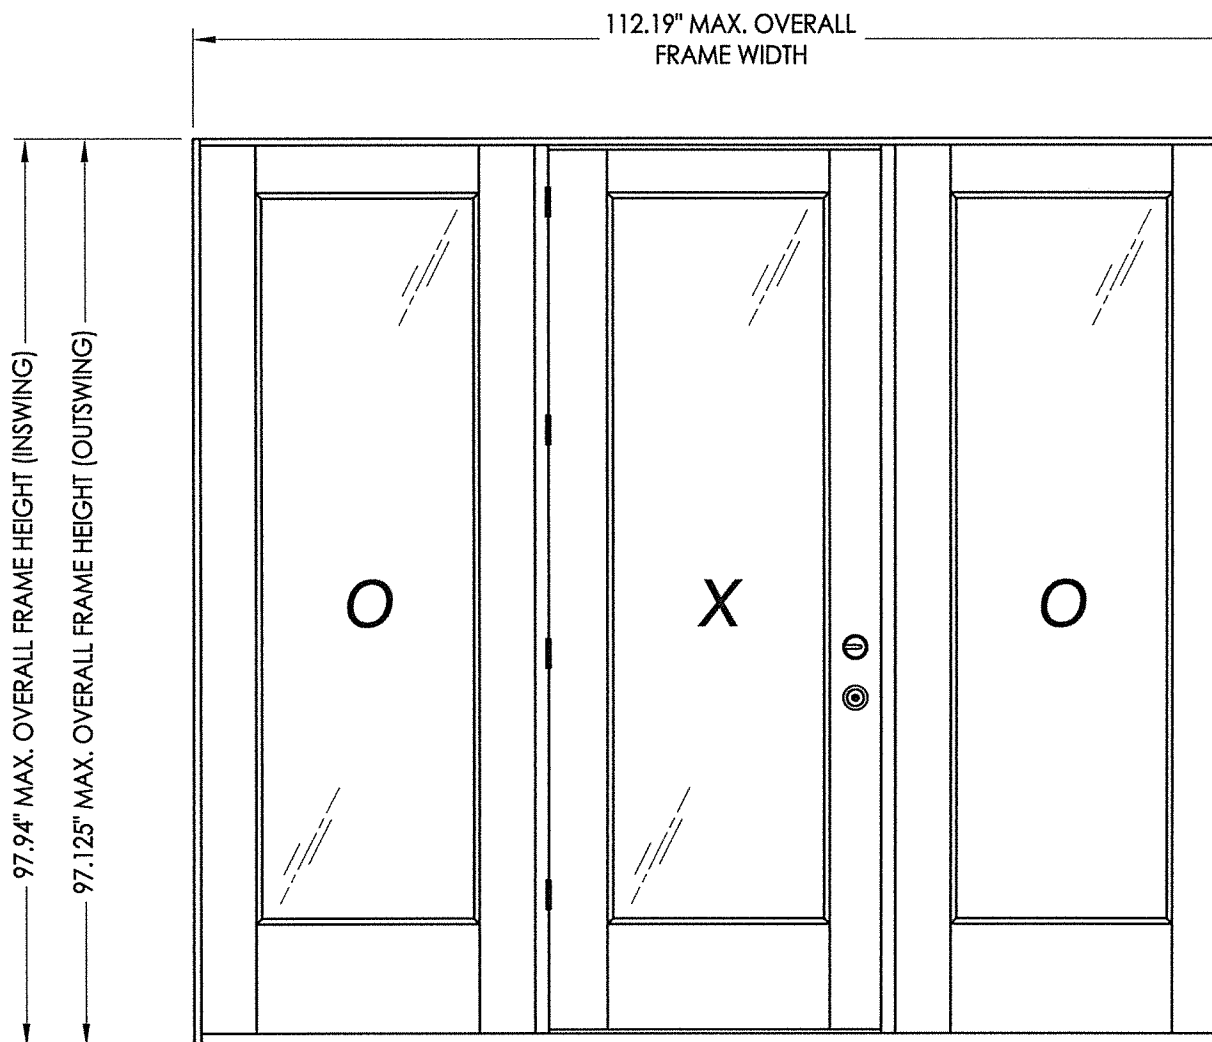 112.19" MAX. OVERALL
FRAME WIDTH
97.94" MAX. OVERALL FRAME HEIGHT (INSWING)
97.125" MAX. OVERALL FRAME HEIGHT (OUTSWING)
O
X
O